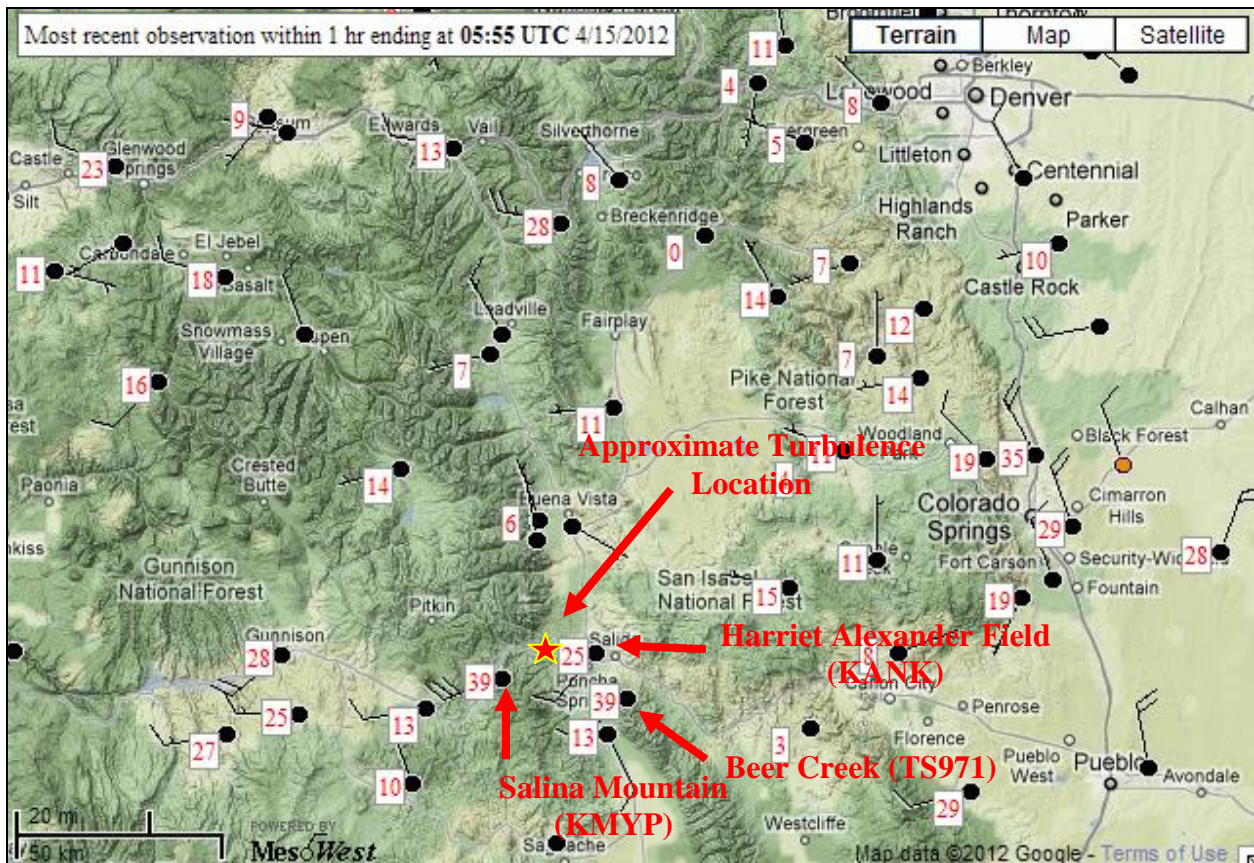 Most recent observation within 1 hr ending at 05:55 UTC 4/15/2012
Terrain
Map
Satellite
11
Berkley
4
8
Denver
9
Edwards
Vail
Silverthorne
5
Evergreen
Castle
23
Glenwood
Springs
13
Littleton
Centennial
Silt
8
Highlands
Ranch
Parker
28
Breckenridge
El Jebel
Carbondale
0
10
11
18
Basalt
7
Castle Rock
14
Leadville
Fairplay
12
Snowmass
Village
7
7
16
Pike National
Forest
14
11
Calhan
Black Forest
Approximate Turbulence
Location
Woodland
11
19
35
Crested
Butte
Paonia
14
4
Colorado
Springs
Cimarron
Hills
Buena Vista
6
29
28
11
Creek
Fort Carson
Gunnison
National Forest
San Isabel
National Forest
15
Fountain
19
Pitkin
Harriet Alexander Field
(KANK)
Gunnison
28
25
Salida
8
Canon City
39
Poncha
39
Penrose
25
13
27
13
3
Florence
Pueblo
West
Pueblo
Avondale
Beer Creek (TS971)
10
Salina Mountain
(KMYP)
29
20 mi
50 km
POWERED BY
MesoWest
Westcliffe
Saguache
Map data ©2012 Google - Terms of Use